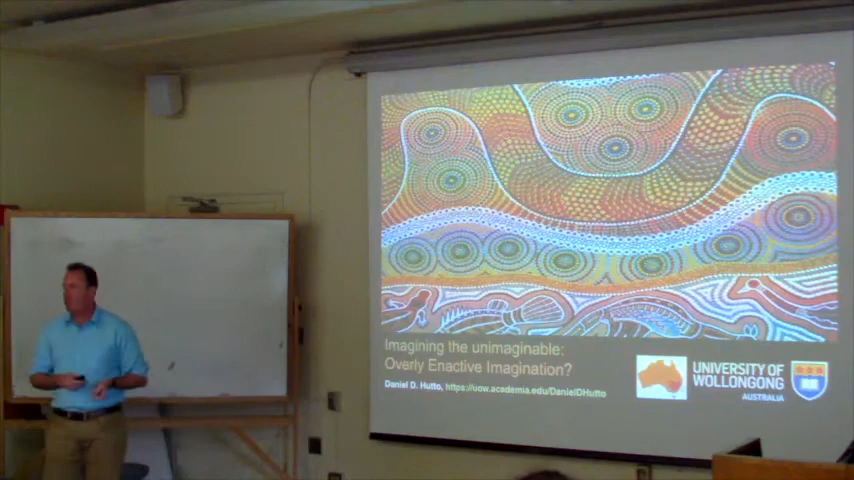 Imagining the unimaginable:
Overly Enactive Imagination?
Daniel D. Hutto, https://uow.academia.edu/DanielDHutto
UNIVERSITY OF
WOLLONGONG
AUSTRALIA